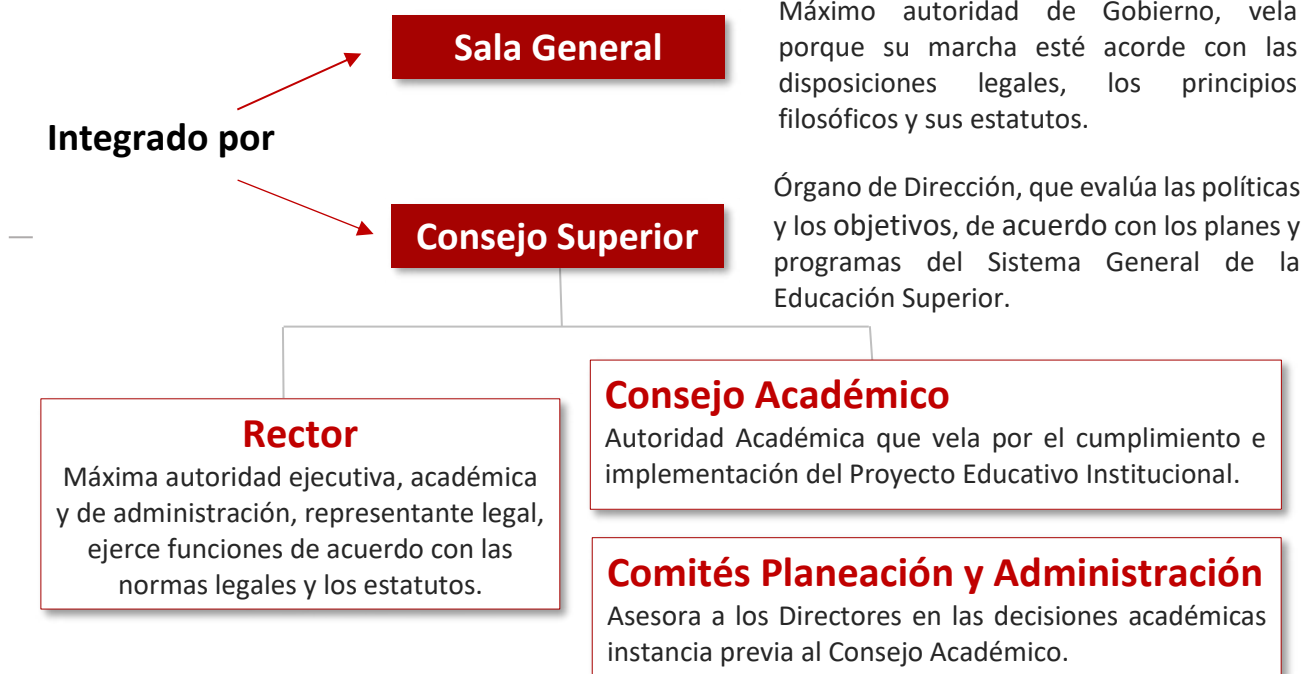 Sala General
Máximo autoridad de Gobierno, vela
porque su marcha esté acorde con las
disposiciones legales, los principios
filosóficos y sus estatutos.
Integrado por
Consejo Superior
Órgano de Dirección, que evalúa las políticas
y los objetivos, de acuerdo con los planes y
programas del Sistema General de la
Educación Superior.
Rector
Máxima autoridad ejecutiva, académica
y de administración, representante legal,
ejerce funciones de acuerdo con las
normas legales y los estatutos.
Consejo Académico
Autoridad Académica que vela por el cumplimiento e
implementación del Proyecto Educativo Institucional.
Comités Planeación y Administración
Asesora a los Directores en las decisiones académicas
instancia previa al Consejo Académico.